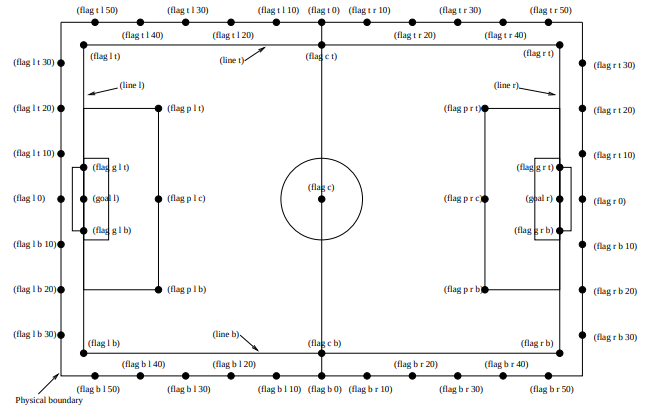 (flag t l 50) (flag t l 30) (flag t l 10) (flag t 0) (flag t r 10) (flag t r 30) (flag t r 50)
(flag t l 40) (flag t l 20) (flag t r 20) (flag t r 40)
(flag l t) (line t) (flag c t) (flag r t)
(flag l t 30) (flag r t 30)
(line l) (line r)
(flag l t 20) (flag p l t) (flag p r t) (flag r t 20)
(flag l t 10) (flag r t 10)
(flag g l t) (flag g r t)
(flag c)
(flag l 0) (goal l) (flag p l c) (flag p r c) (goal r) (flag r 0)
(flag g l b) (flag g r b)
(flag l b 10) (flag r b 10)
(flag l b 20) (flag p l b) (flag p r b) (flag r b 20)
(flag l b 30) (line b) (flag r b 30)
(flag l b) (flag c b) (flag r b)
(flag b l 40) (flag b l 20) (flag b r 20) (flag b r 40)
(flag b l 50) (flag b l 30) (flag b l 10) (flag b 0) (flag b r 10) (flag b r 30) (flag b r 50)
Physical boundary